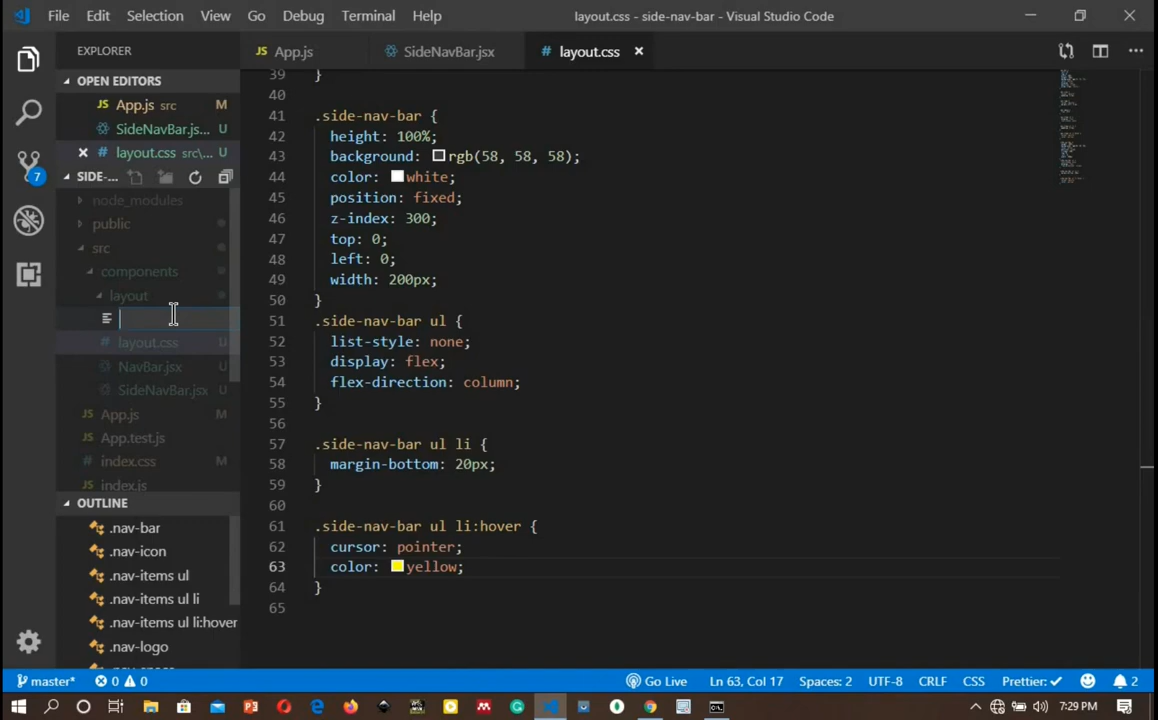 File Edit Selection View Go Debug Terminal Help layout.css - side-nav-bar - Visual Studio Code
EXPLORER
App.js SideNavBar.jsx layout.css
OPEN EDITORS
App.js src M
SideNavBar.js... U
layout.css src\... U
SIDE-...
node_modules
public
src
components
layout
layout.css U
NavBar.jsx U
SideNavBar.jsx U
App.js M
App.test.js
index.css M
index.js
OUTLINE
.nav-bar
.nav-icon
.nav-items ul
.nav-items ul li
.nav-items ul li:hover
.nav-logo
7
39 }
40
41 .side-nav-bar {
42 height: 100%;
43 background: rgb(58, 58, 58);
44 color: white;
45 position: fixed;
46 z-index: 300;
47 top: 0;
48 left: 0;
49 width: 200px;
50 }
51 .side-nav-bar ul {
52 list-style: none;
53 display: flex;
54 flex-direction: column;
55 }
56
57 .side-nav-bar ul li {
58 margin-bottom: 20px;
59 }
60
61 .side-nav-bar ul li:hover {
62 cursor: pointer;
63 color: yellow;
64 }
65
master* 0 0 Go Live Ln 63, Col 17 Spaces: 2 UTF-8 CRLF CSS Prettier: 2
7:29 PM